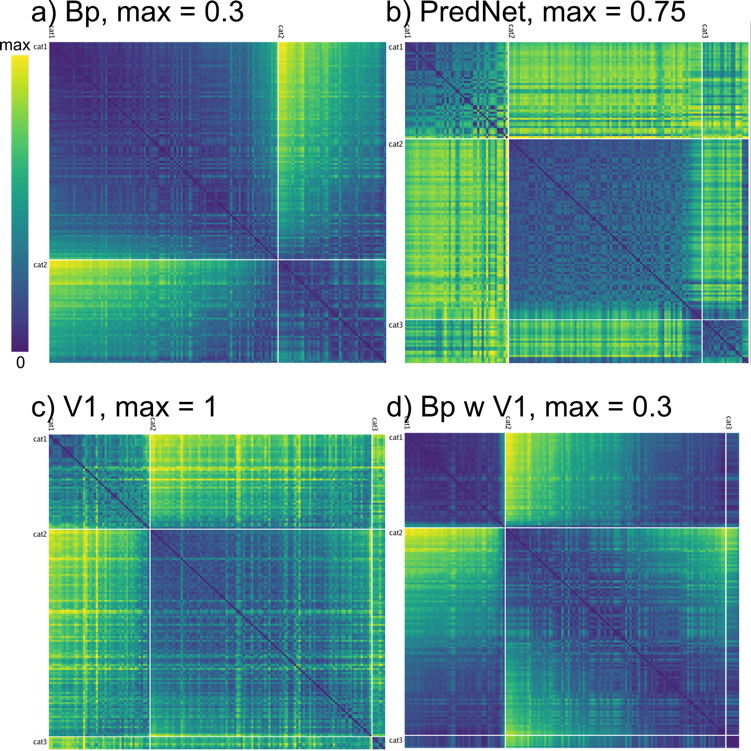 a) Bp, max = 0.3
b) PredNet, max = 0.75
cat1
cat2
cat1
cat2
cat3
max
cat1
cat1
cat2
cat2
cat3
0
c) V1, max = 1
d) Bp w V1, max = 0.3
cat1
cat2
cat3
cat1
cat2
cat3
cat1
cat1
cat2
cat2
cat3
cat3